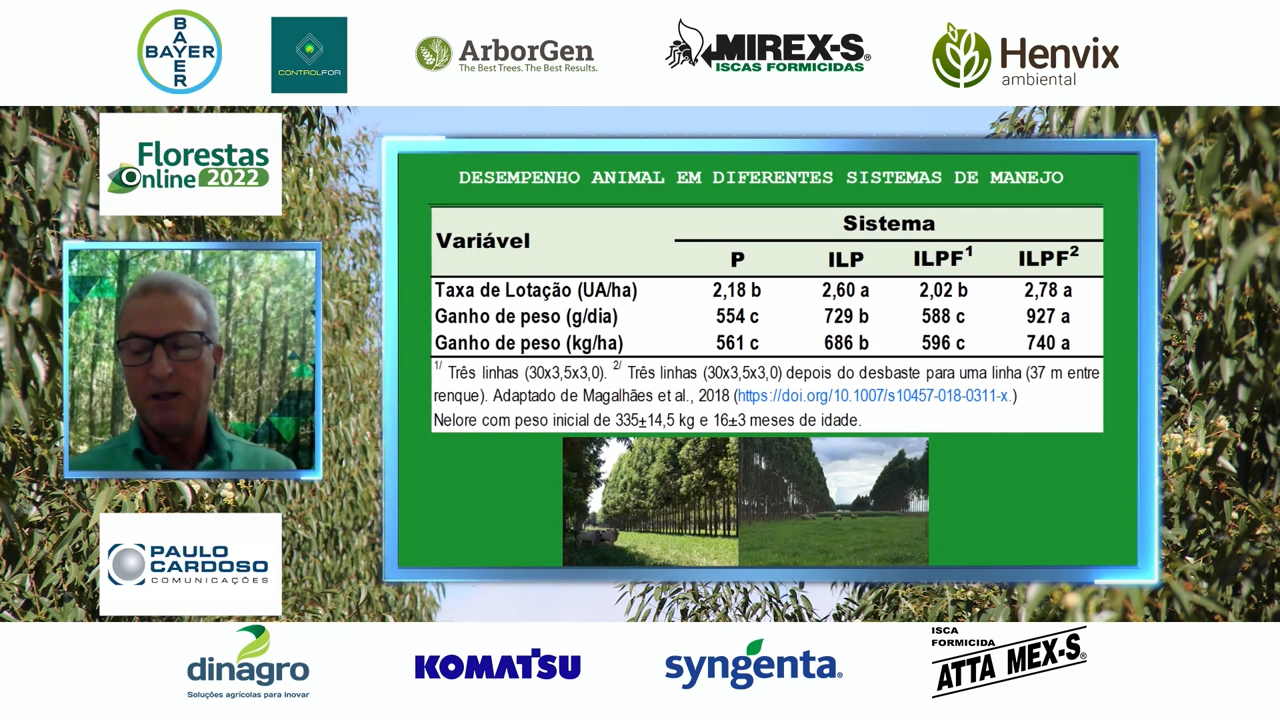 BAYER
BAYER
CONTROLFOR
ArborGen
The Best Trees. The Best Results.
MIREX-S®
ISCAS FORMICIDAS
Henvix
ambiental
Florestas
Online
2022
DESEMPENHO ANIMAL EM DIFERENTES SISTEMAS DE MANEJO
Variável
Sistema
P ILP ILPF¹ ILPF²
Taxa de Lotação (UA/ha) 2,18 b 2,60 a 2,02 b 2,78 a
Ganho de peso (g/dia) 554 c 729 b 588 c 927 a
Ganho de peso (kg/ha) 561 c 686 b 596 c 740 a
1/ Três linhas (30x3,5x3,0). 2/ Três linhas (30x3,5x3,0) depois do desbaste para uma linha (37 m entre
renque). Adaptado de Magalhães et al., 2018 (https://doi.org/10.1007/s10457-018-0311-x.)
Nelore com peso inicial de 335±14,5 kg e 16±3 meses de idade.
PAULO
CARDOSO
COMUNICAÇÕES
dinagro
Soluções agrícolas para inovar
KOMATSU
syngenta®
ISCA
FORMICIDA
ATTA MEX-S®